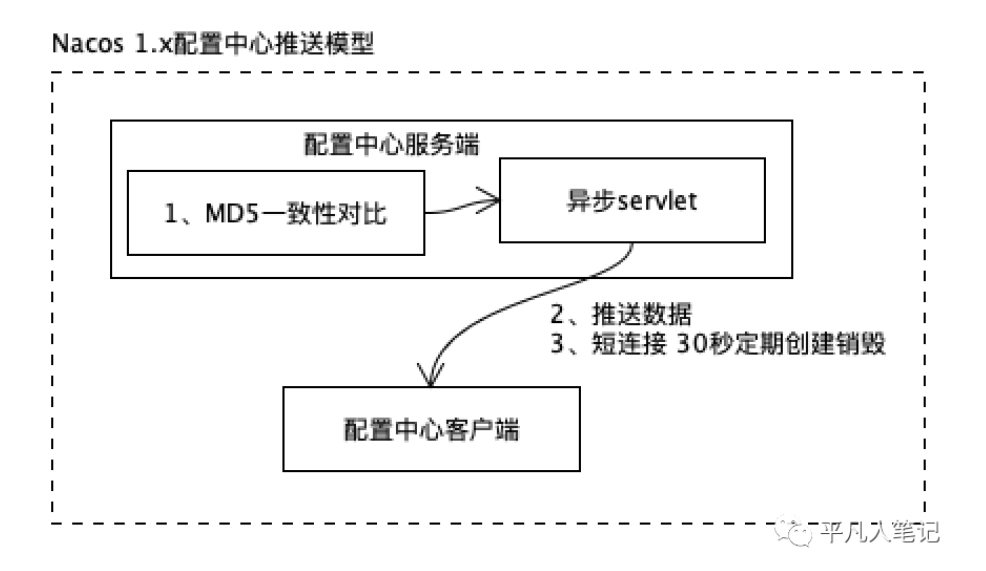 Nacos 1.x配置中心推送模型
配置中心服务端
1、MD5一致性对比
异步servlet
2、推送数据
3、短连接 30秒定期创建销毁
配置中心客户端
平凡人笔记